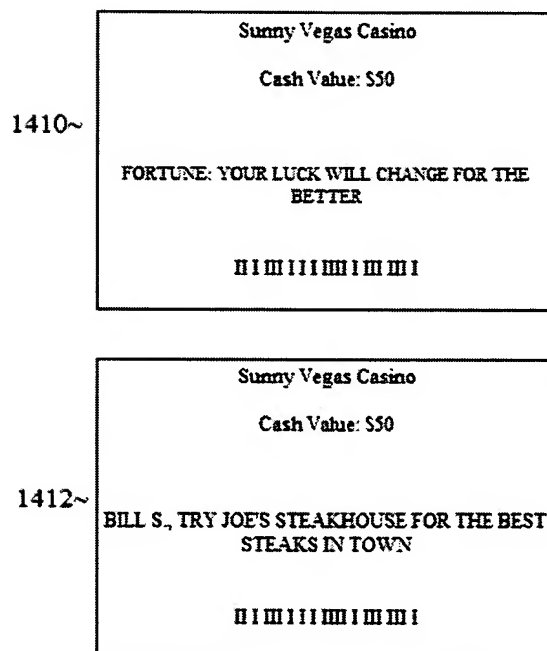 Sunny Vegas Casino
Cash Value: $50
1410~
FORTUNE: YOUR LUCK WILL CHANGE FOR THE
BETTER
Sunny Vegas Casino
Cash Value: $50
1412~
BILL S., TRY JOE'S STEAKHOUSE FOR THE BEST
STEAKS IN TOWN